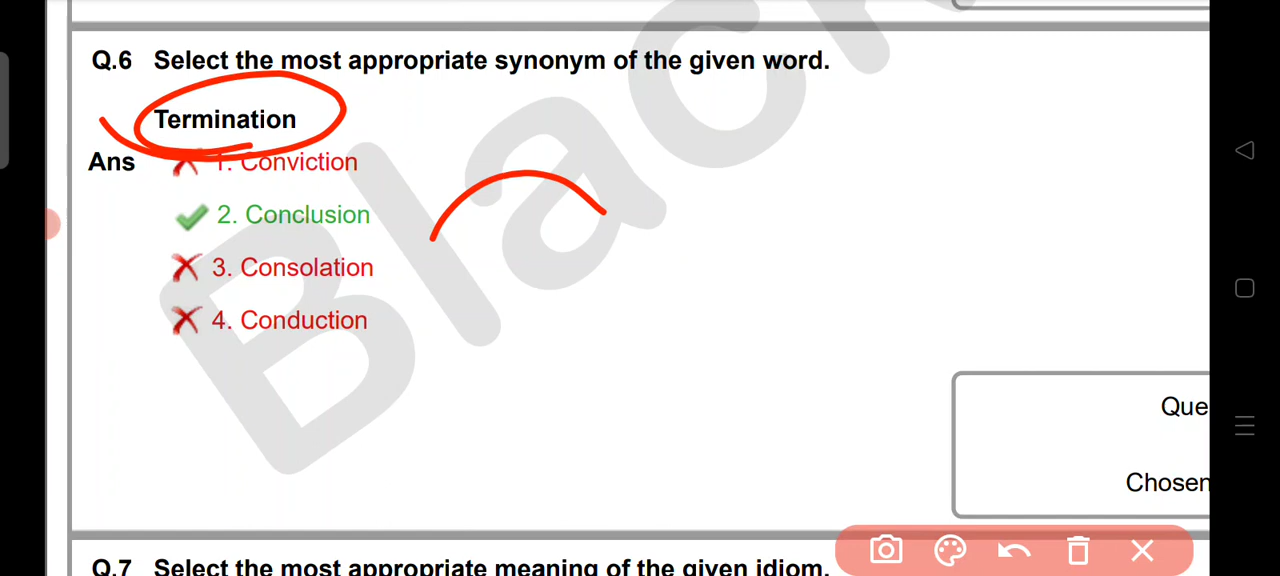 Q.6 Select the most appropriate synonym of the given word.
Termination
Ans 1. Conviction
2. Conclusion
3. Consolation
4. Conduction
Que
Chosen
Q.7 Select the most appropriate meaning of the given idiom.
Black